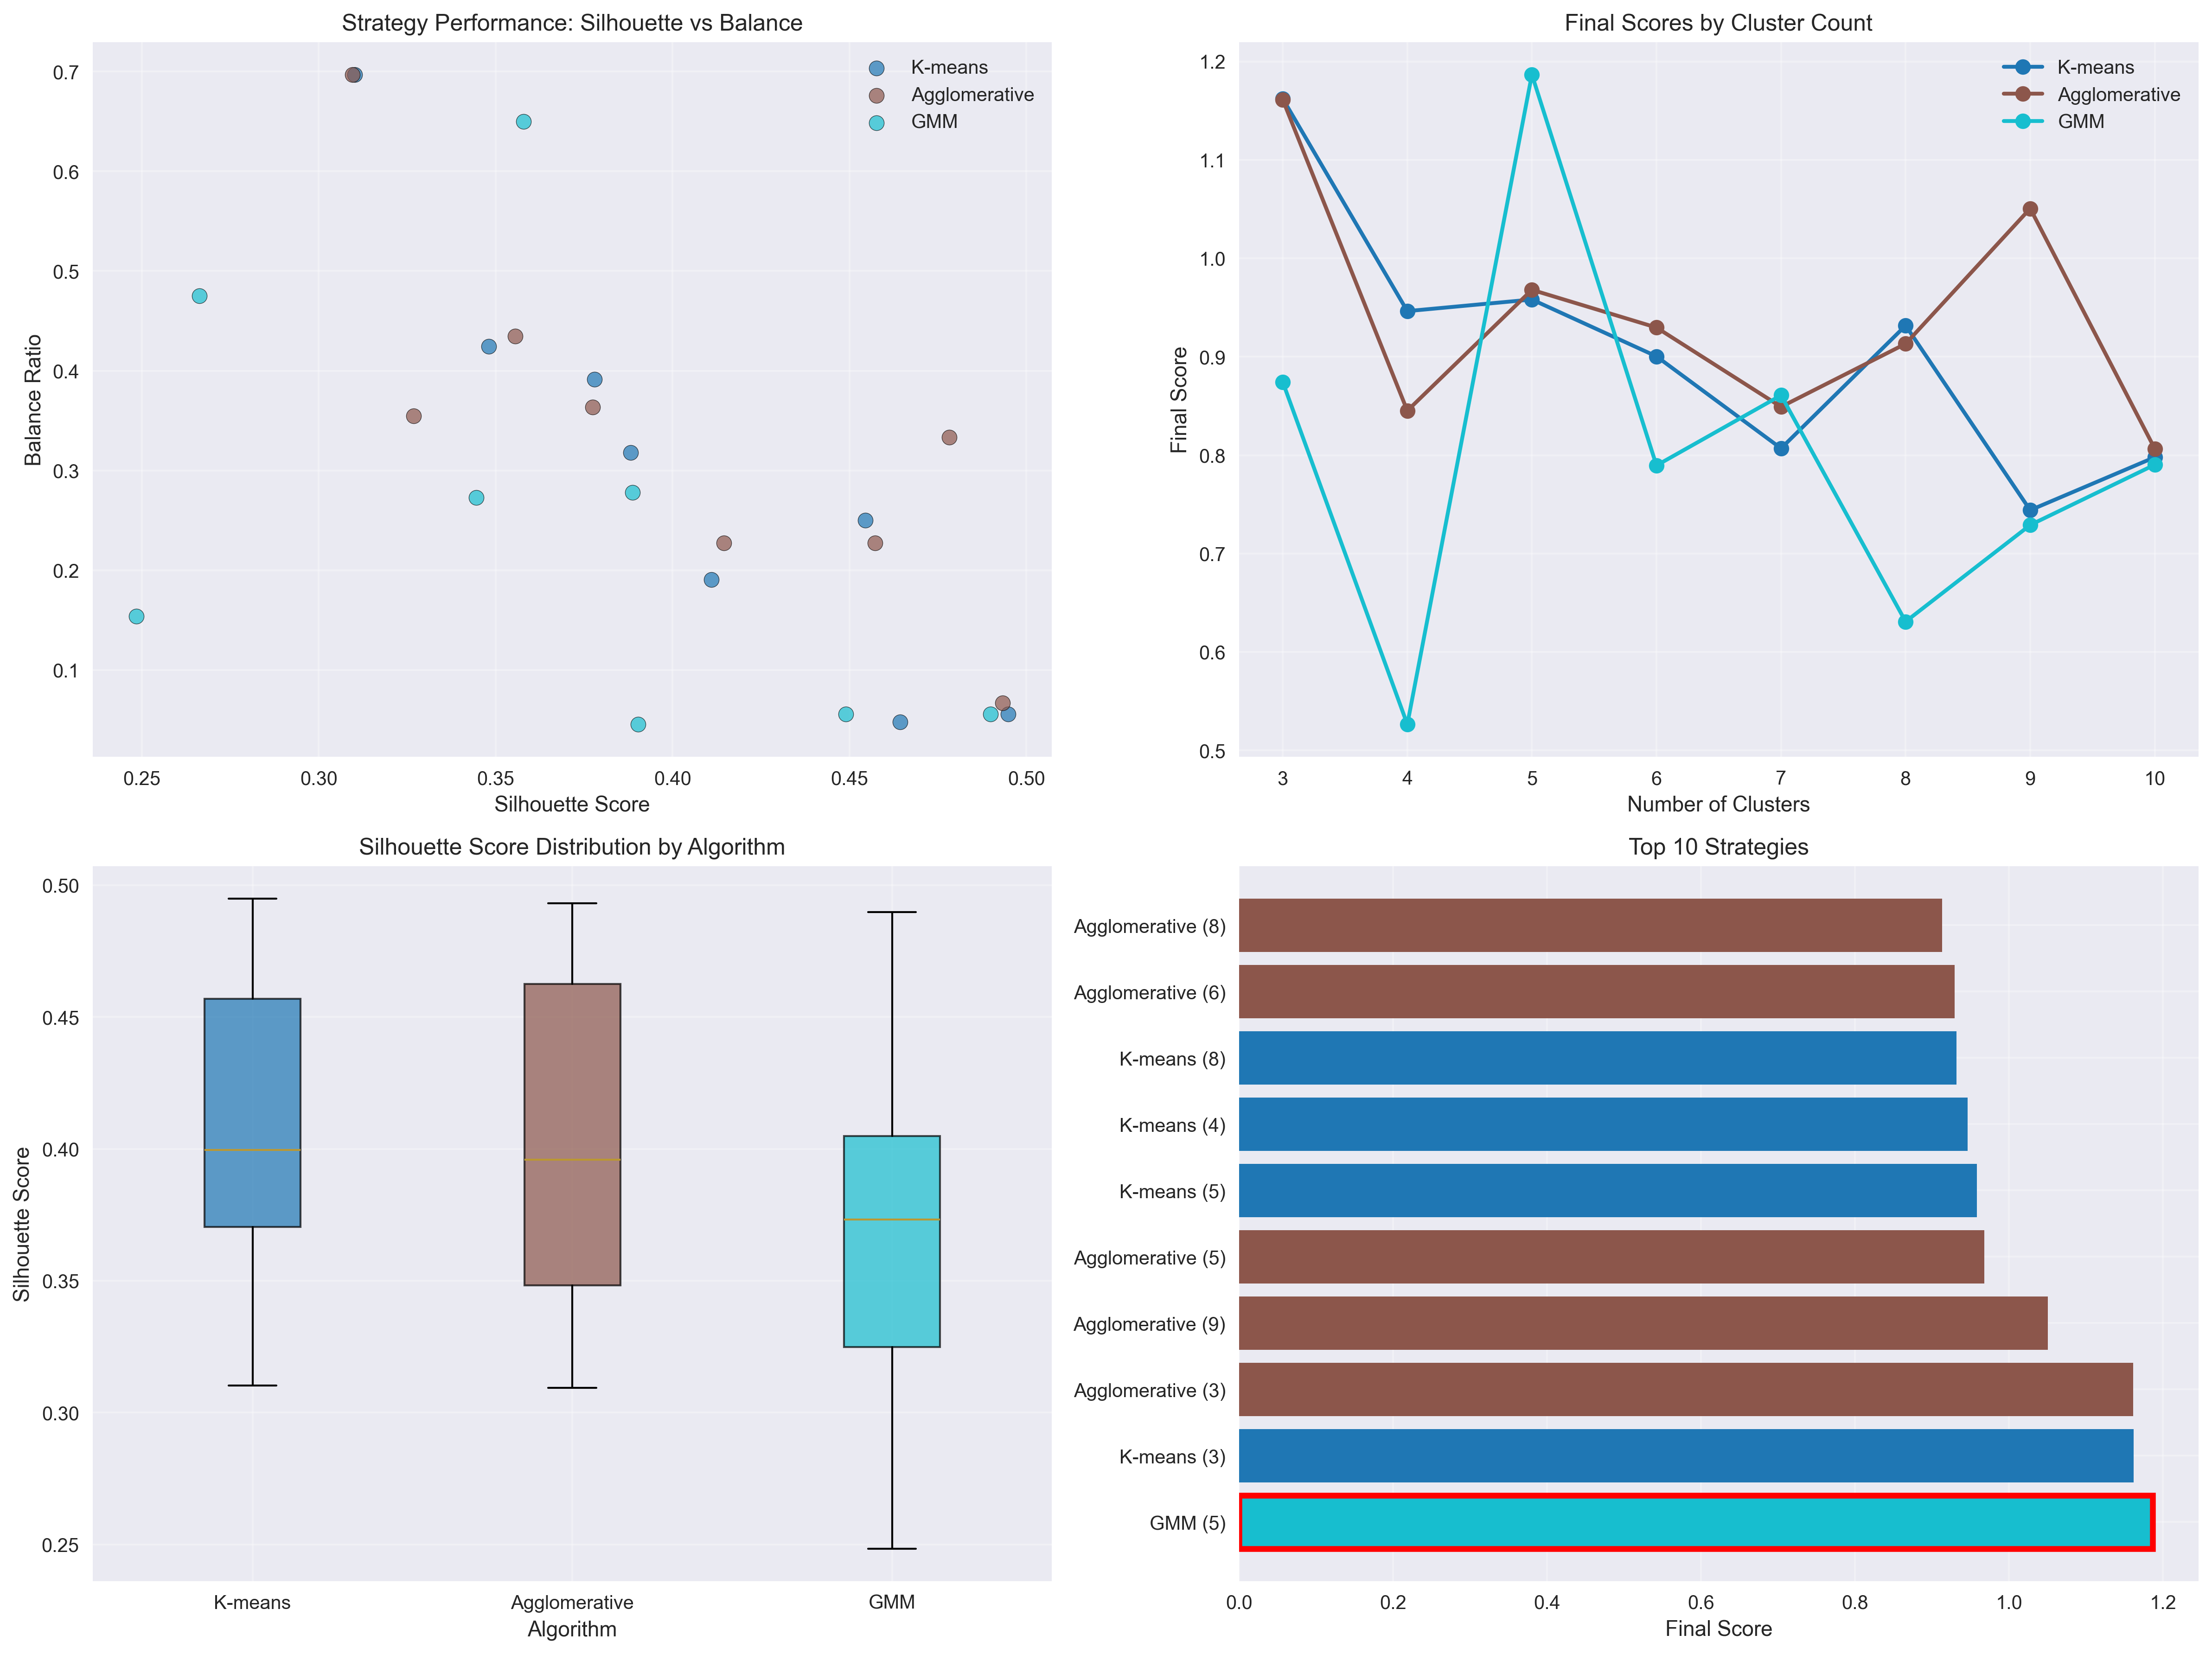 Strategy Performance: Silhouette vs Balance
K-means
Agglomerative
GMM
0.7
0.6
0.5
0.4
0.3
0.2
0.1
Balance Ratio
0.25 0.30 0.35 0.40 0.45 0.50
Silhouette Score
Final Scores by Cluster Count
K-means
Agglomerative
GMM
1.2
1.1
1.0
0.9
0.8
0.7
0.6
0.5
Final Score
3 4 5 6 7 8 9 10
Number of Clusters
Silhouette Score Distribution by Algorithm
0.50
0.45
0.40
0.35
0.30
0.25
Silhouette Score
K-means Agglomerative GMM
Algorithm
Top 10 Strategies
Agglomerative (8)
Agglomerative (6)
K-means (8)
K-means (4)
K-means (5)
Agglomerative (5)
Agglomerative (9)
Agglomerative (3)
K-means (3)
GMM (5)
0.0 0.2 0.4 0.6 0.8 1.0 1.2
Final Score